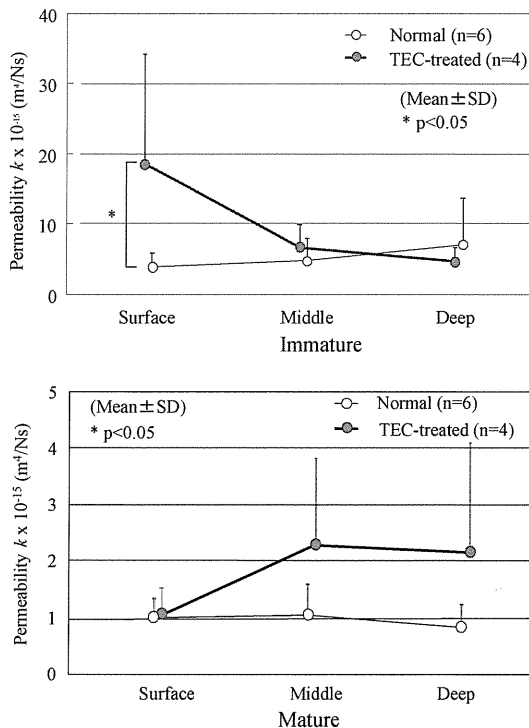 40
Normal (n=6)
TEC-treated (n=4)
30
(Mean±SD)
* p<0.05
20
*
10
0
Permeability k x 10⁻¹⁵ (m⁴/Ns)
Surface Middle Deep
Immature
5
(Mean±SD)
* p<0.05
Normal (n=6)
TEC-treated (n=4)
4
3
2
1
0
Permeability k x 10⁻¹⁵ (m⁴/Ns)
Surface Middle Deep
Mature